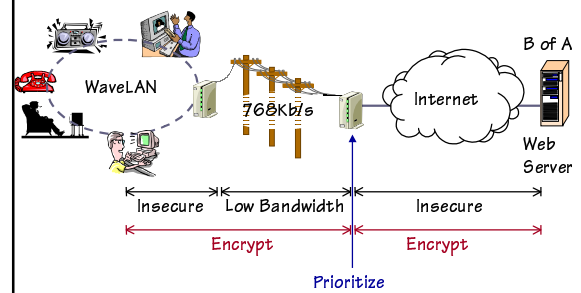 B of A
WaveLAN
768Kb/s
Internet
Web
Server
Insecure
Low Bandwidth
Insecure
Encrypt
Encrypt
Prioritize